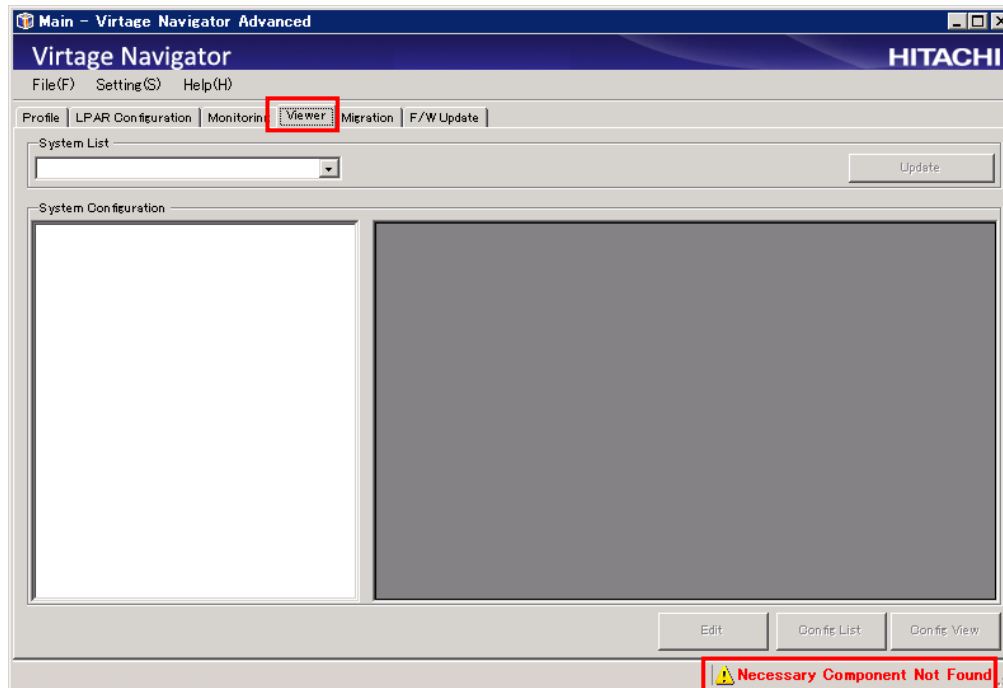 Main - Virtage Navigator Advanced
Virtage Navigator HITACHI
File(F) Setting(S) Help(H)
Profile LPAR Configuration Monitoring Viewer Migration F/W Update
System List
Update
System Configuration
Edit Config List Config View
Necessary Component Not Found